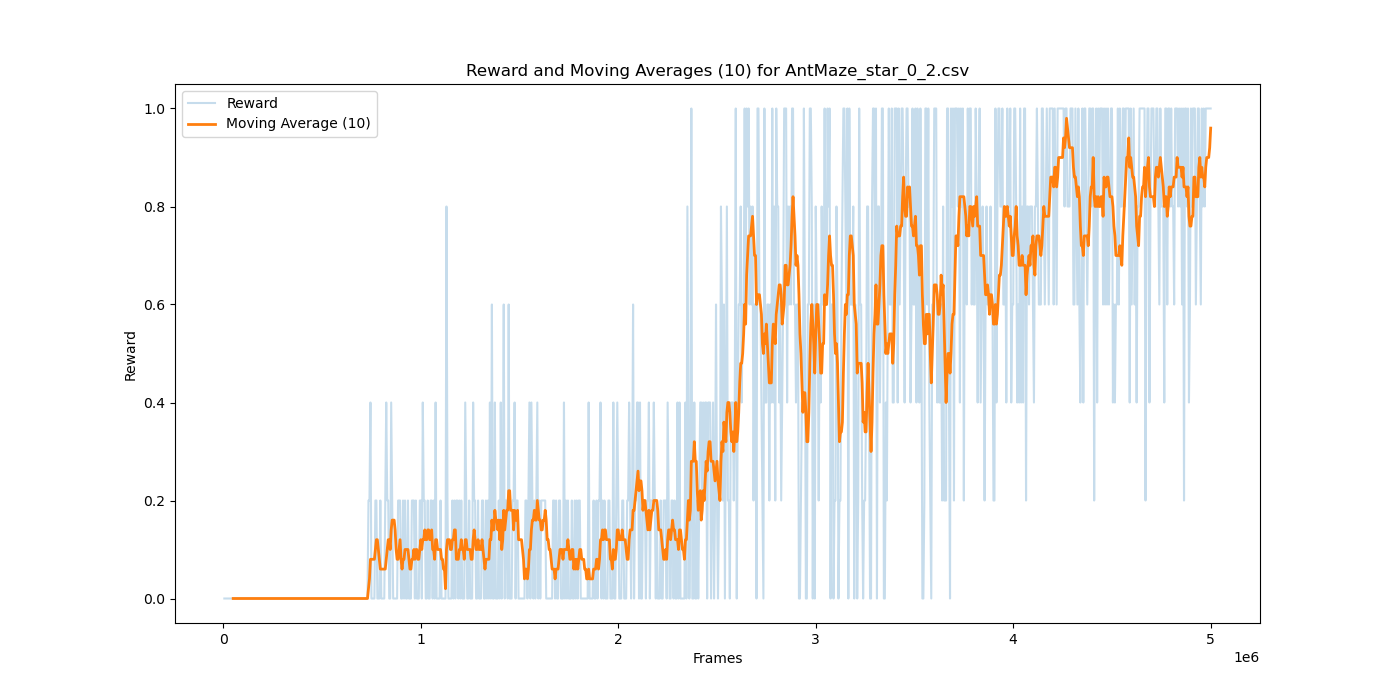 Reward and Moving Averages (10) for AntMaze_star_0_2.csv
Reward
Moving Average (10)
1.0
0.8
0.6
0.4
0.2
0.0
Reward
0 1 2 3 4 5
1e6
Frames